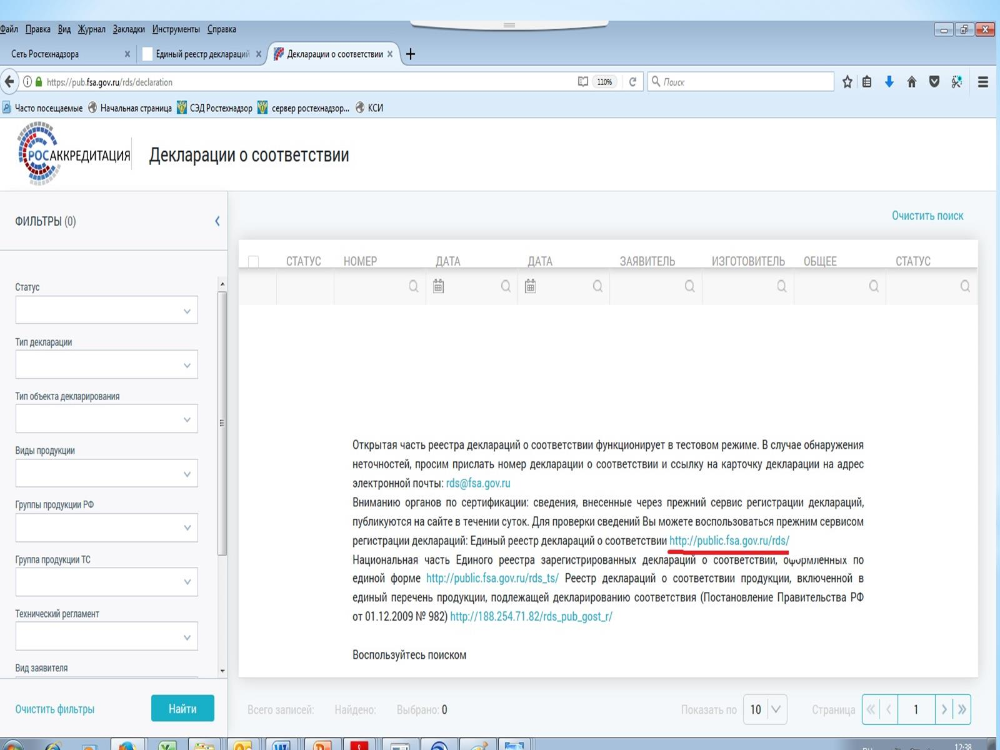 Файл Правка Вид Журнал Закладки Инструменты Справка
Сеть Ростехнадзора
Единый реестр деклараций
Декларации о соответствии
https://pub.fsa.gov.ru/rds/declaration
110%
Поиск
Часто посещаемые Начальная страница СЭД Ростехнадзор сервер ростехнадзор... КСИ
РОСАККРЕДИТАЦИЯ
Декларации о соответствии
ФИЛЬТРЫ (0)
Очистить поиск
СТАТУС НОМЕР ДАТА ДАТА ЗАЯВИТЕЛЬ ИЗГОТОВИТЕЛЬ ОБЩЕЕ СТАТУС
Статус
Тип декларации
Тип объекта декларирования
Виды продукции
Группы продукции РФ
Группа продукции ТС
Технический регламент
Вид заявителя
Очистить фильтры
Найти
Открытая часть реестра деклараций о соответствии функционирует в тестовом режиме. В случае обнаружения
неточностей, просим прислать номер декларации о соответствии и ссылку на карточку декларации на адрес
электронной почты: rds@fsa.gov.ru
Вниманию органов по сертификации: сведения, внесенные через прежний сервис регистрации деклараций,
публикуются на сайте в течении суток. Для проверки сведений Вы можете воспользоваться прежним сервисом
регистрации деклараций: Единый реестр деклараций о соответствии http://public.fsa.gov.ru/rds/
Национальная часть Единого реестра зарегистрированных деклараций о соответствии, оформленных по
единой форме http://public.fsa.gov.ru/rds_ts/ Реестр деклараций о соответствии продукции, включенной в
единый перечень продукции, подлежащей декларированию соответствия (Постановление Правительства РФ
от 01.12.2009 № 982) http://188.254.71.82/rds_pub_gost_r/
Воспользуйтесь поиском
Всего записей: Найдено: Выбрано: 0
Показать по 10
Страница 1
12:38